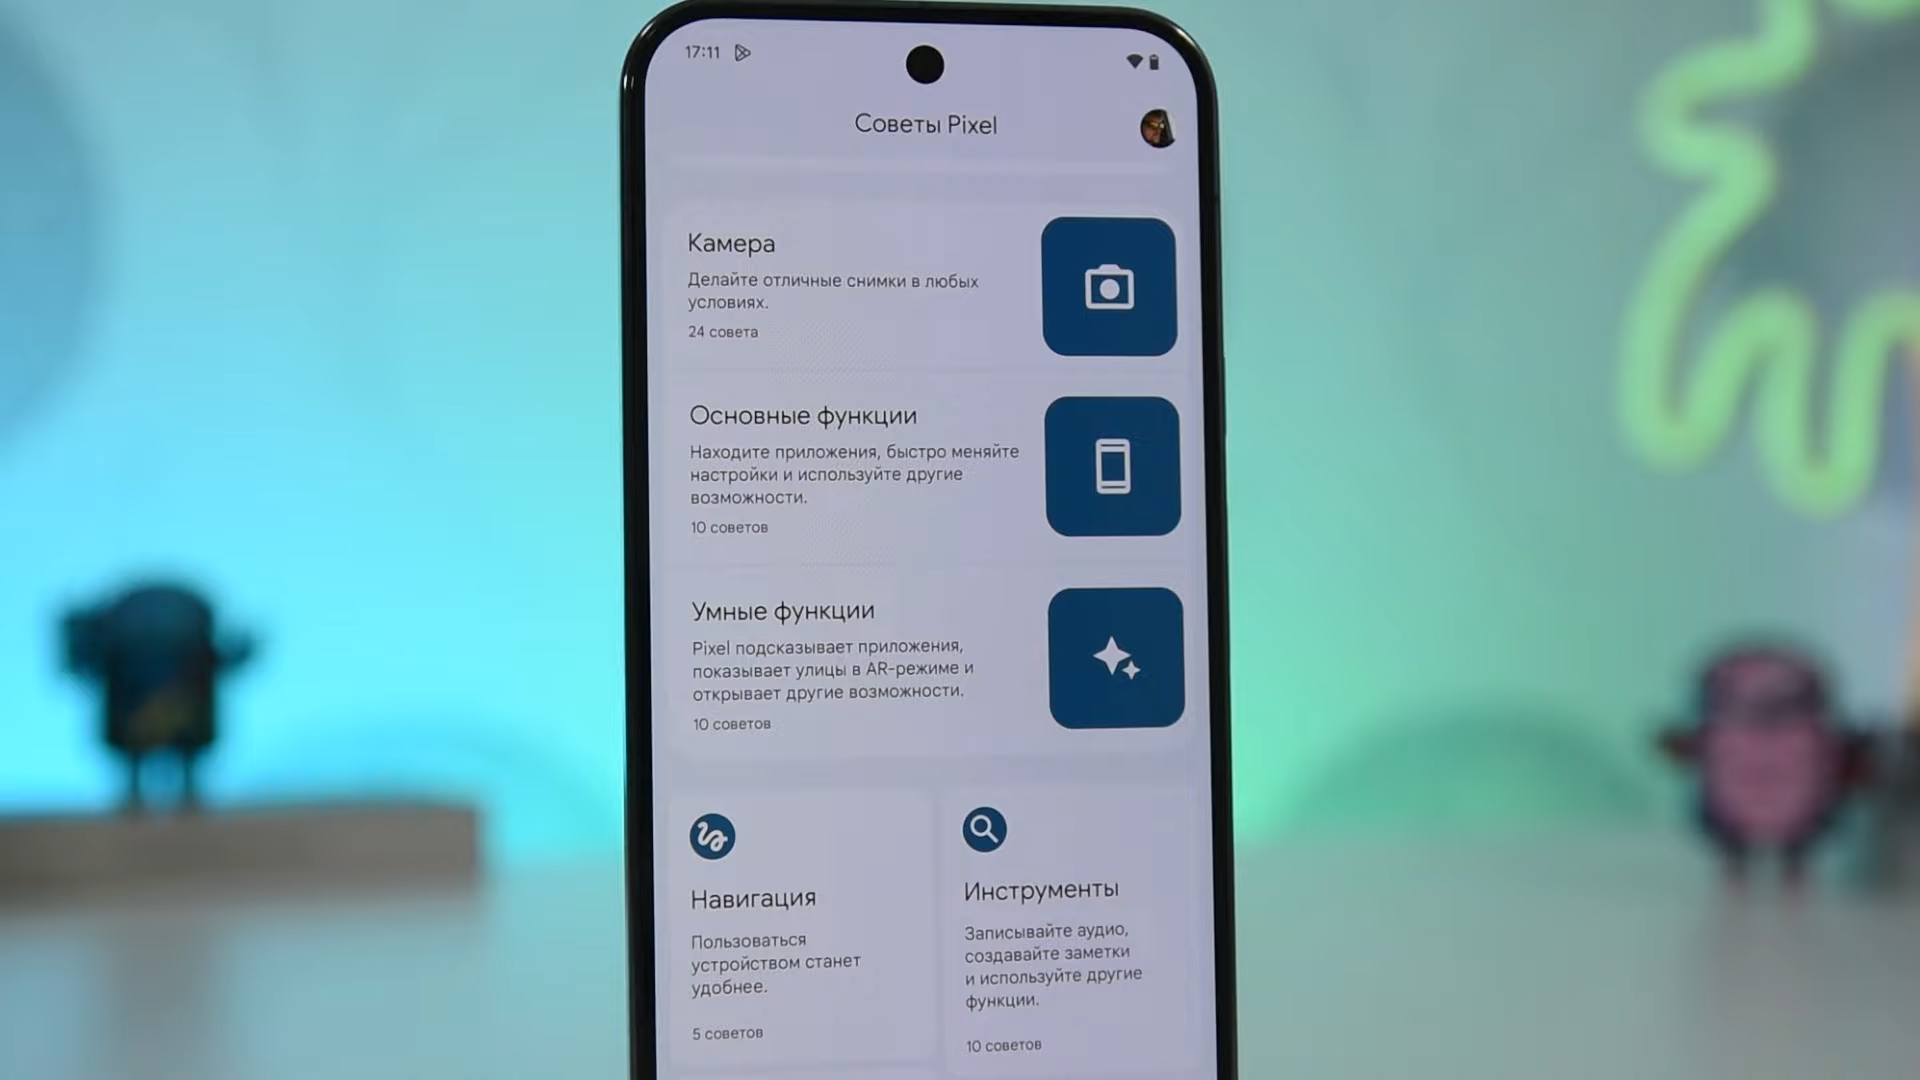 17:11
Советы Pixel
Камера
Делайте отличные снимки в любых
условиях.
24 совета
Основные функции
Находите приложения, быстро меняйте
настройки и используйте другие
возможности.
10 советов
Умные функции
Pixel подсказывает приложения,
показывает улицы в AR-режиме и
открывает другие возможности.
10 советов
Навигация
Пользоваться
устройством станет
удобнее.
5 советов
Инструменты
Записывайте аудио,
создавайте заметки
и используйте другие
функции.
10 советов